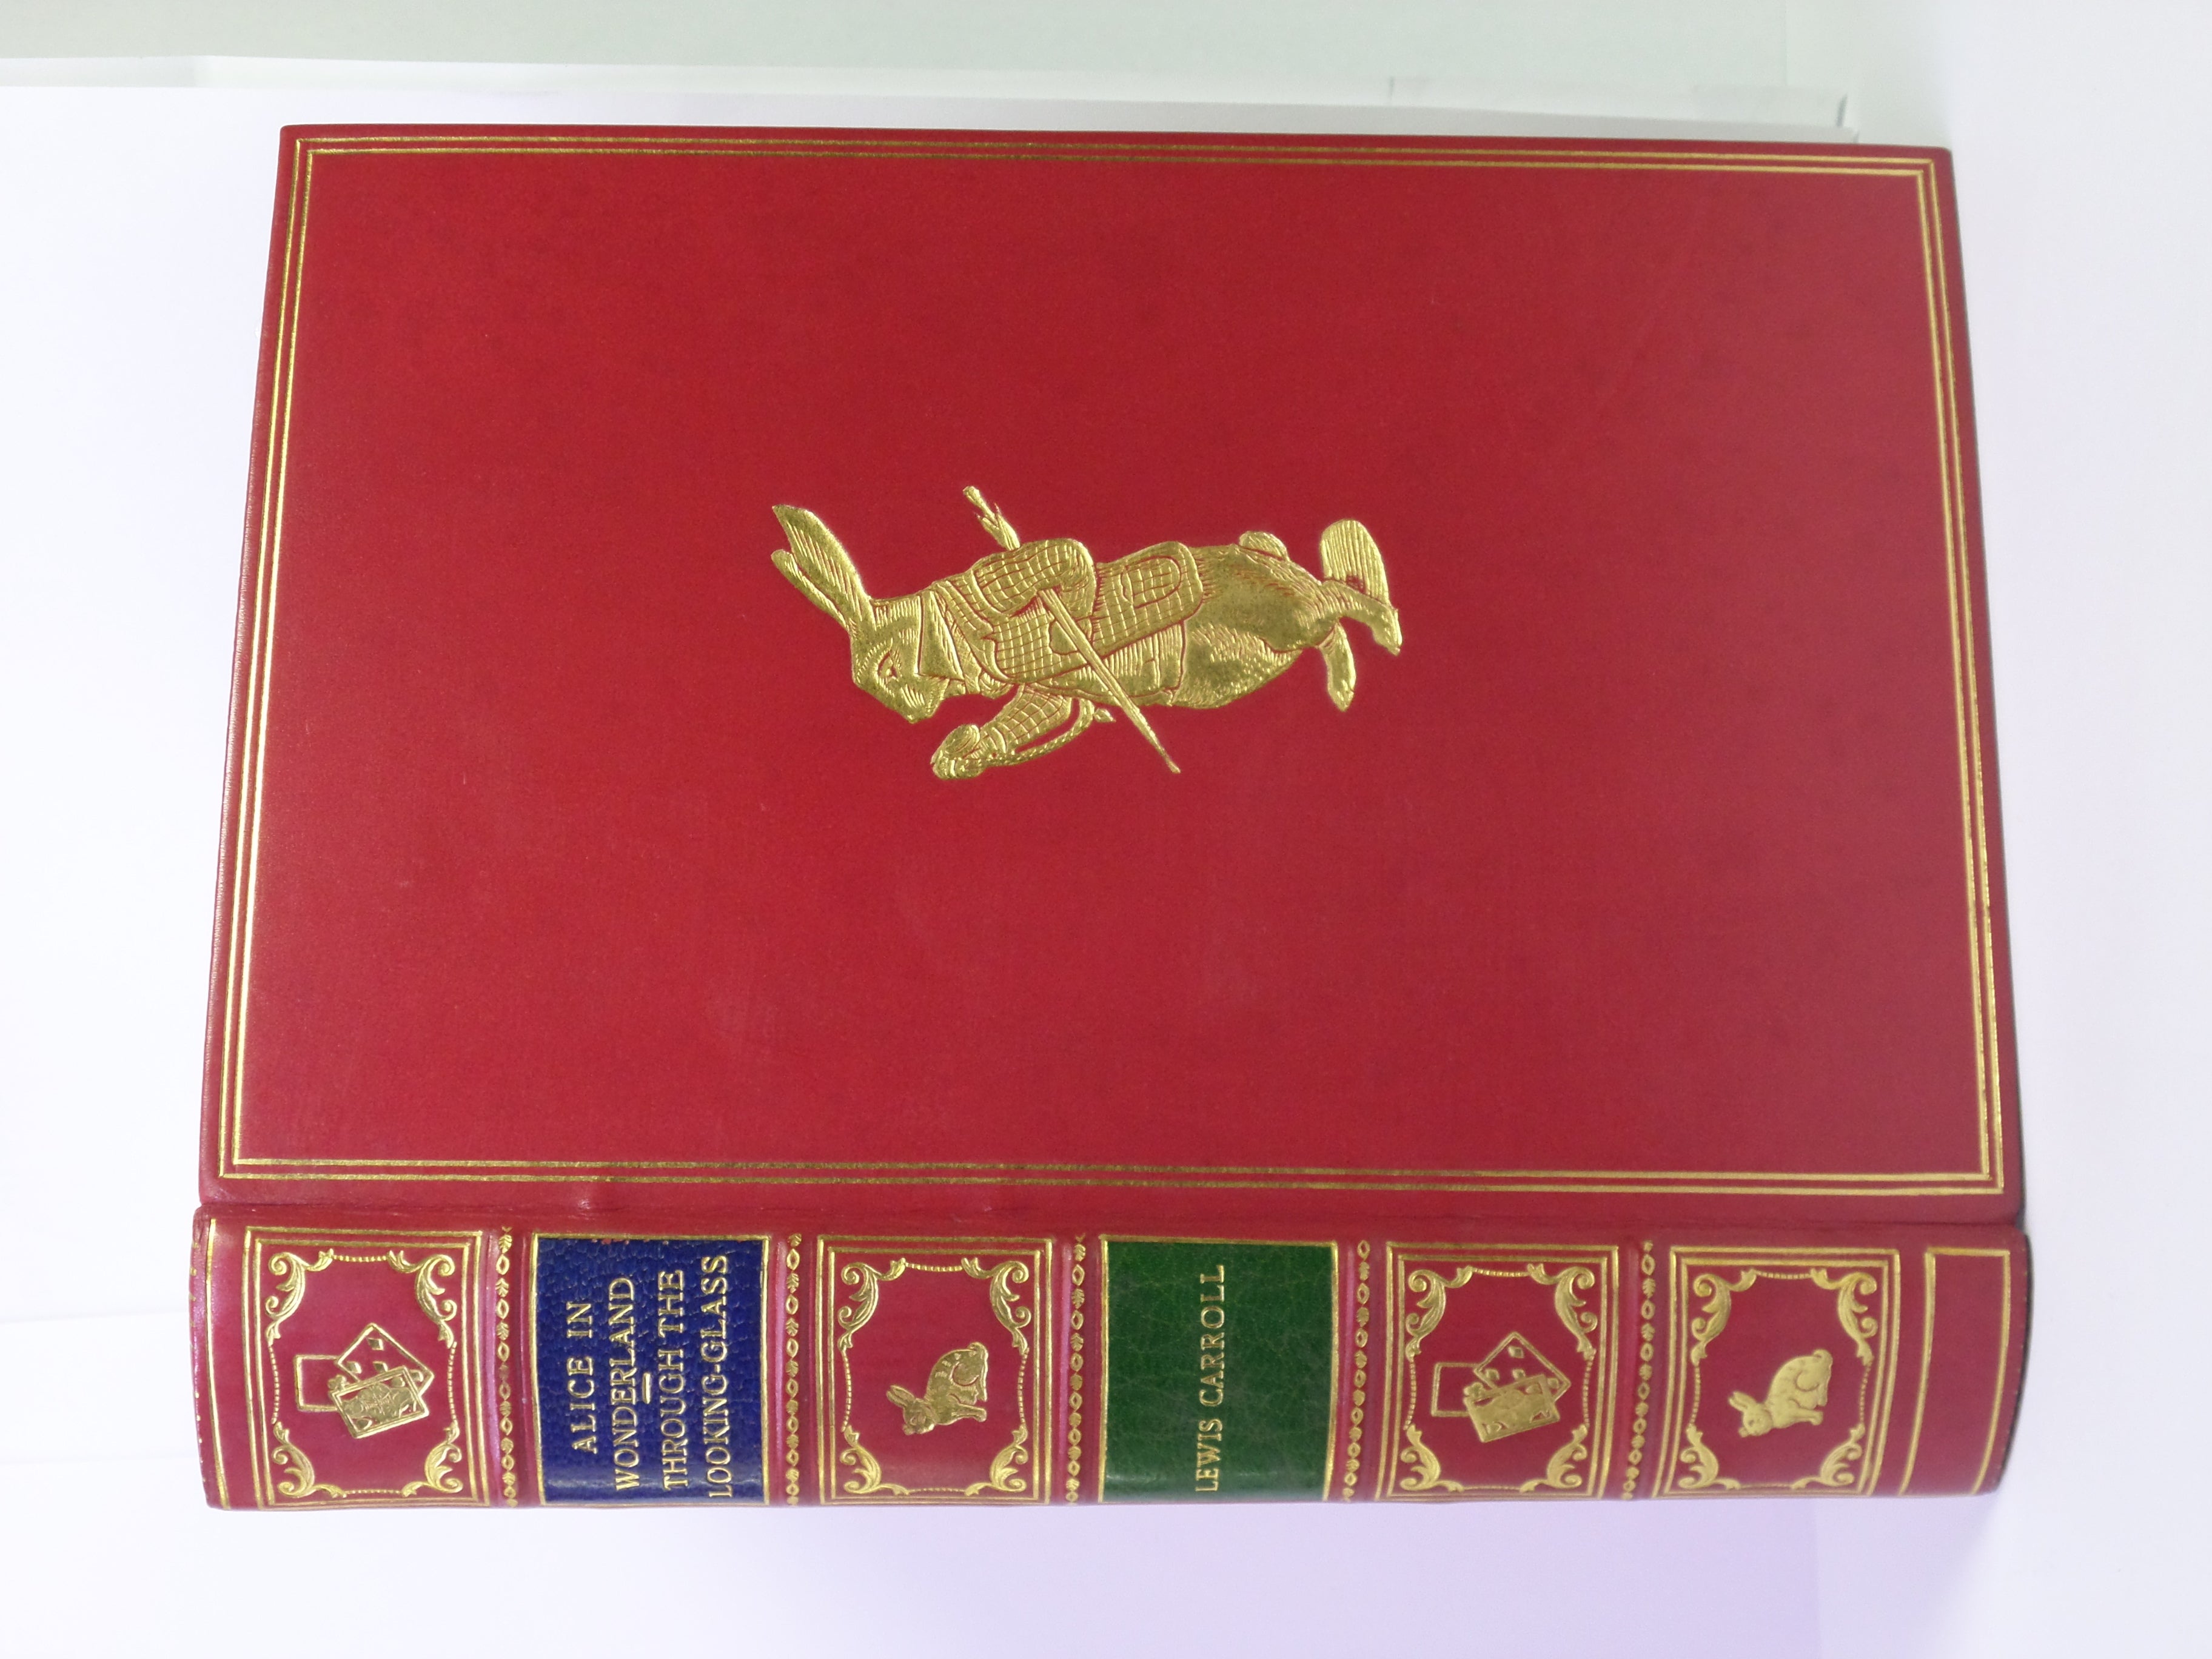 ALICE IN
WONDERLAND
THROUGH THE
LOOKING-GLASS
LEWIS CARROLL